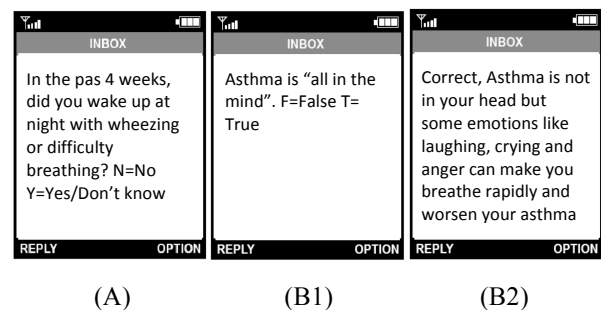 INBOX
In the pas 4 weeks,
did you wake up at
night with wheezing
or difficulty
breathing? N=No
Y=Yes/Don't know
REPLY OPTION
(A)
INBOX
Asthma is “all in the
mind”. F=False T=
True
REPLY OPTION
(B1)
INBOX
Correct, Asthma is not
in your head but
some emotions like
laughing, crying and
anger can make you
breathe rapidly and
worsen your asthma
REPLY OPTION
(B2)